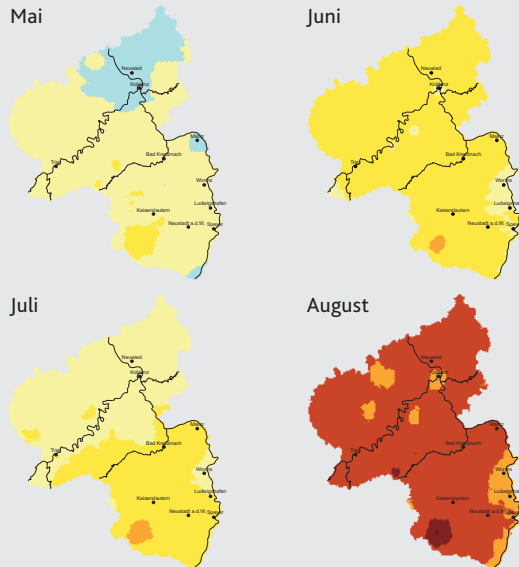 Mai
Neuwied
Koblenz
Mainz
Bad Kreuznach
Trier
Worms
Ludwigshafen
Kaiserslautern
Speyer
Neustadt a.d.W.
Juni
Neuwied
Koblenz
Mainz
Bad Kreuznach
Trier
Worms
Ludwigshafen
Kaiserslautern
Speyer
Neustadt a.d.W.
Juli
Neuwied
Koblenz
Mainz
Bad Kreuznach
Trier
Worms
Ludwigshafen
Kaiserslautern
Speyer
Neustadt a.d.W.
August
Neuwied
Koblenz
Mainz
Bad Kreuznach
Trier
Worms
Ludwigshafen
Kaiserslautern
Speyer
Neustadt a.d.W.